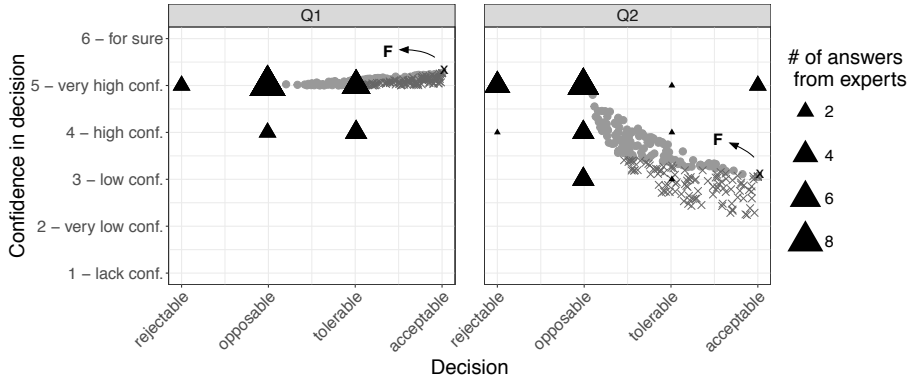 Q1
Q2
Confidence in decision
6 – for sure
5 – very high conf.
4 – high conf.
3 – low conf.
2 – very low conf.
1 – lack conf.
F
x
F
x
rejectable
opposable
tolerable
acceptable
rejectable
opposable
tolerable
acceptable
Decision
# of answers
from experts
2
4
6
8